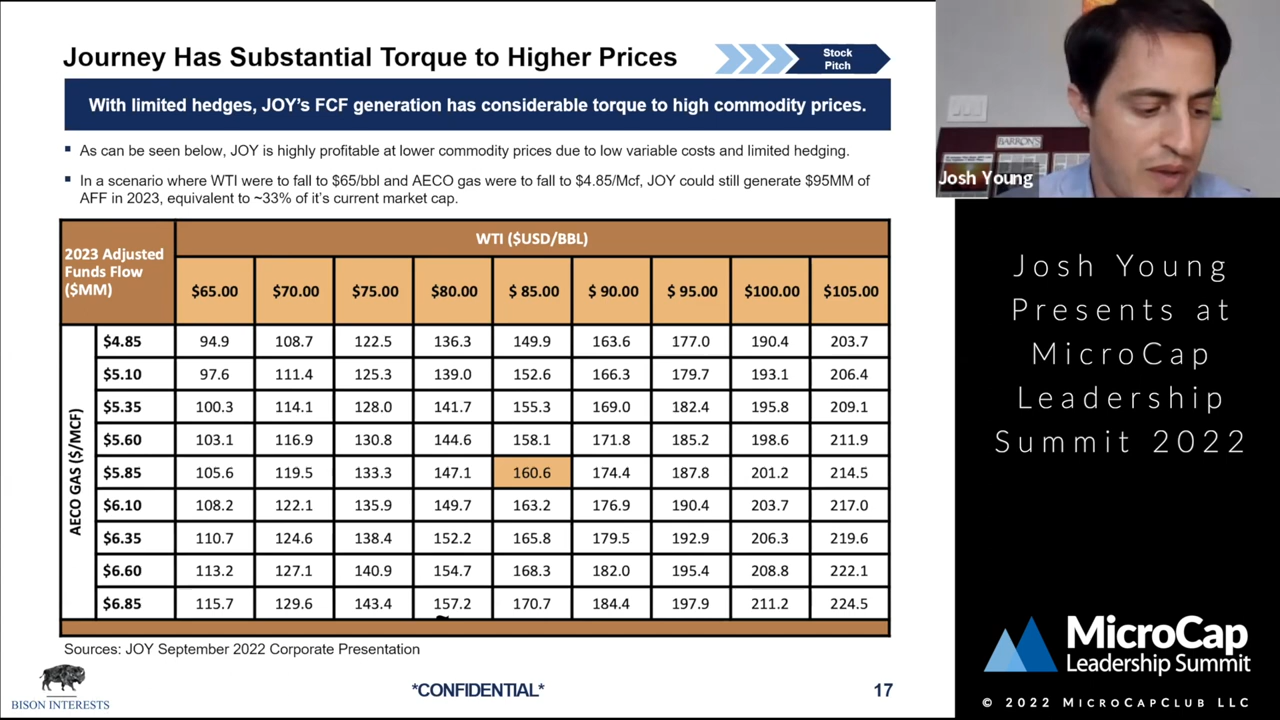 Journey Has Substantial Torque to Higher Prices
Stock
Pitch
With limited hedges, JOY's FCF generation has considerable torque to high commodity prices.
▪ As can be seen below, JOY is highly profitable at lower commodity prices due to low variable costs and limited hedging.
▪ In a scenario where WTI were to fall to $65/bbl and AECO gas were to fall to $4.85/Mcf, JOY could still generate $95MM of
AFF in 2023, equivalent to ~33% of it's current market cap.
2023 Adjusted
Funds Flow
($MM)
WTI ($USD/BBL)
$65.00 $70.00 $75.00 $80.00 $ 85.00 $ 90.00 $ 95.00 $100.00 $105.00
AECO GAS ($/MCF)
$4.85 94.9 108.7 122.5 136.3 149.9 163.6 177.0 190.4 203.7
$5.10 97.6 111.4 125.3 139.0 152.6 166.3 179.7 193.1 206.4
$5.35 100.3 114.1 128.0 141.7 155.3 169.0 182.4 195.8 209.1
$5.60 103.1 116.9 130.8 144.6 158.1 171.8 185.2 198.6 211.9
$5.85 105.6 119.5 133.3 147.1 160.6 174.4 187.8 201.2 214.5
$6.10 108.2 122.1 135.9 149.7 163.2 176.9 190.4 203.7 217.0
$6.35 110.7 124.6 138.4 152.2 165.8 179.5 192.9 206.3 219.6
$6.60 113.2 127.1 140.9 154.7 168.3 182.0 195.4 208.8 222.1
$6.85 115.7 129.6 143.4 157.2 170.7 184.4 197.9 211.2 224.5
Sources: JOY September 2022 Corporate Presentation
BISON INTERESTS
*CONFIDENTIAL*
17
BARRON'S
Josh Young
Josh Young
Presents at
MicroCap
Leadership
Summit 2022
MicroCap
Leadership Summit
© 2022 MICROCAPCLUB LLC